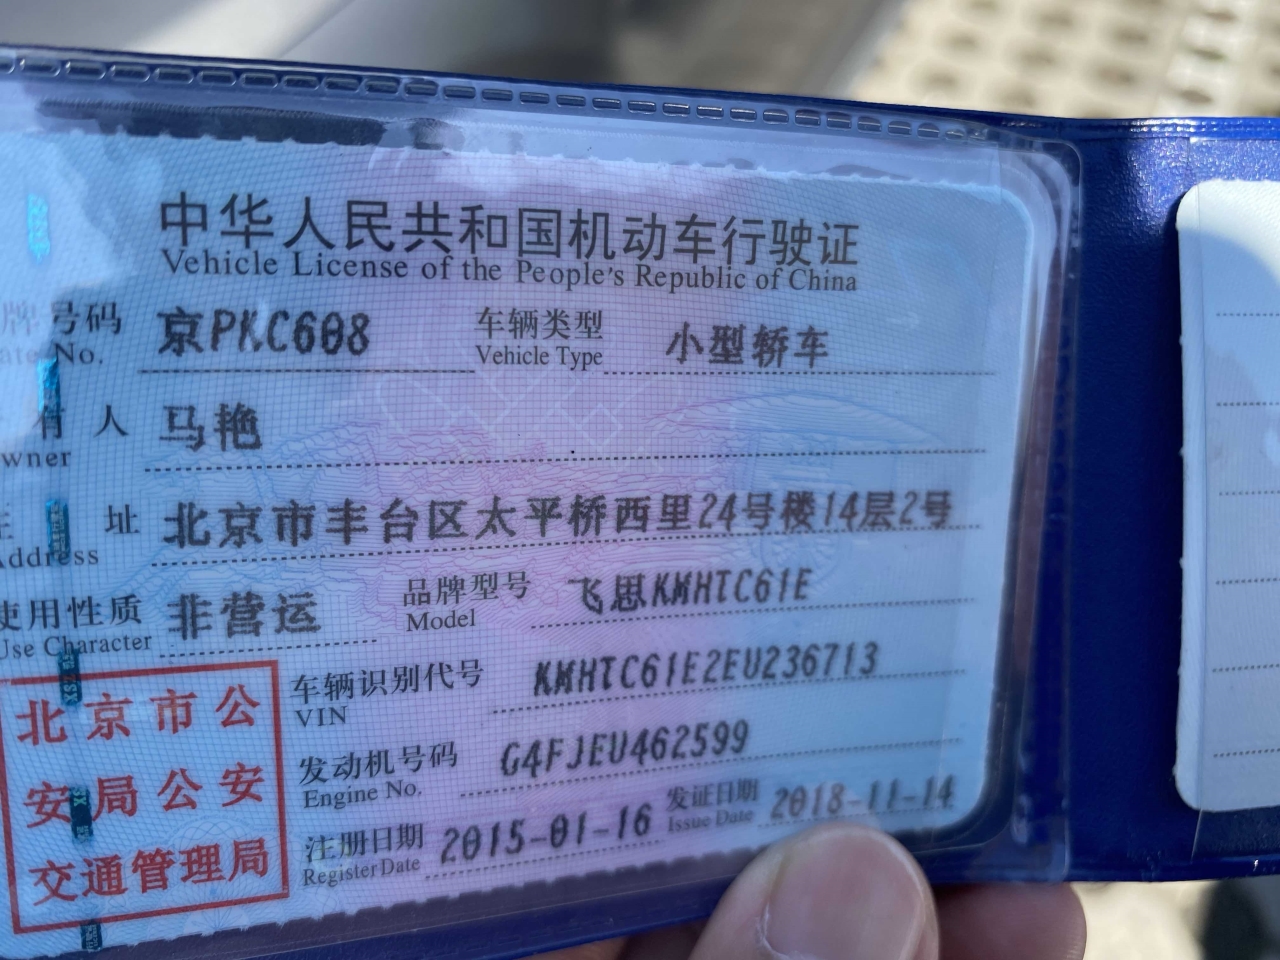 中华人民共和国机动车行驶证
Vehicle License of the People's Republic of China
牌号码 京PKC608 车辆类型 小型轿车
ate No. Vehicle Type
有人 马艳
wner
址 北京市丰台区太平桥西里24号楼14层2号
Address
使用性质 非营运 品牌型号 飞思KMHTC61E
Use Character Model
车辆识别代号 KMHTC61E2EU236713
VIN
发动机号码 G4FJEU462599
Engine No.
注册日期 2015-01-16 发证日期 2018-11-14
Register Date Issue Date
北京市公
安局公安
交通管理局